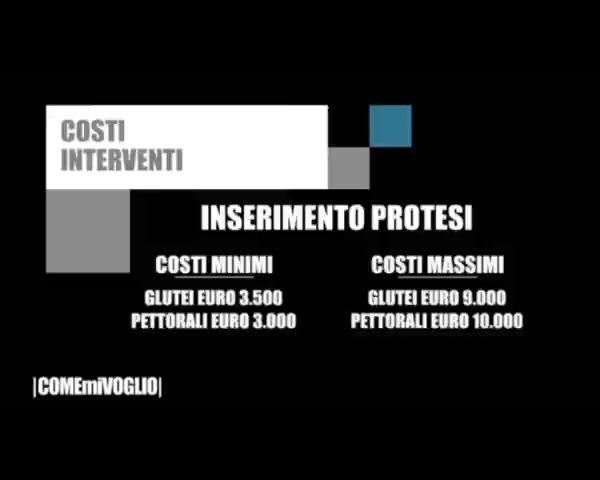 COSTI
INTERVENTI
INSERIMENTO PROTESI
COSTI MINIMI
GLUTEI EURO 3.500
PETTORALI EURO 3.000
COSTI MASSIMI
GLUTEI EURO 9.000
PETTORALI EURO 10.000
|COMEmiVOGLIO|